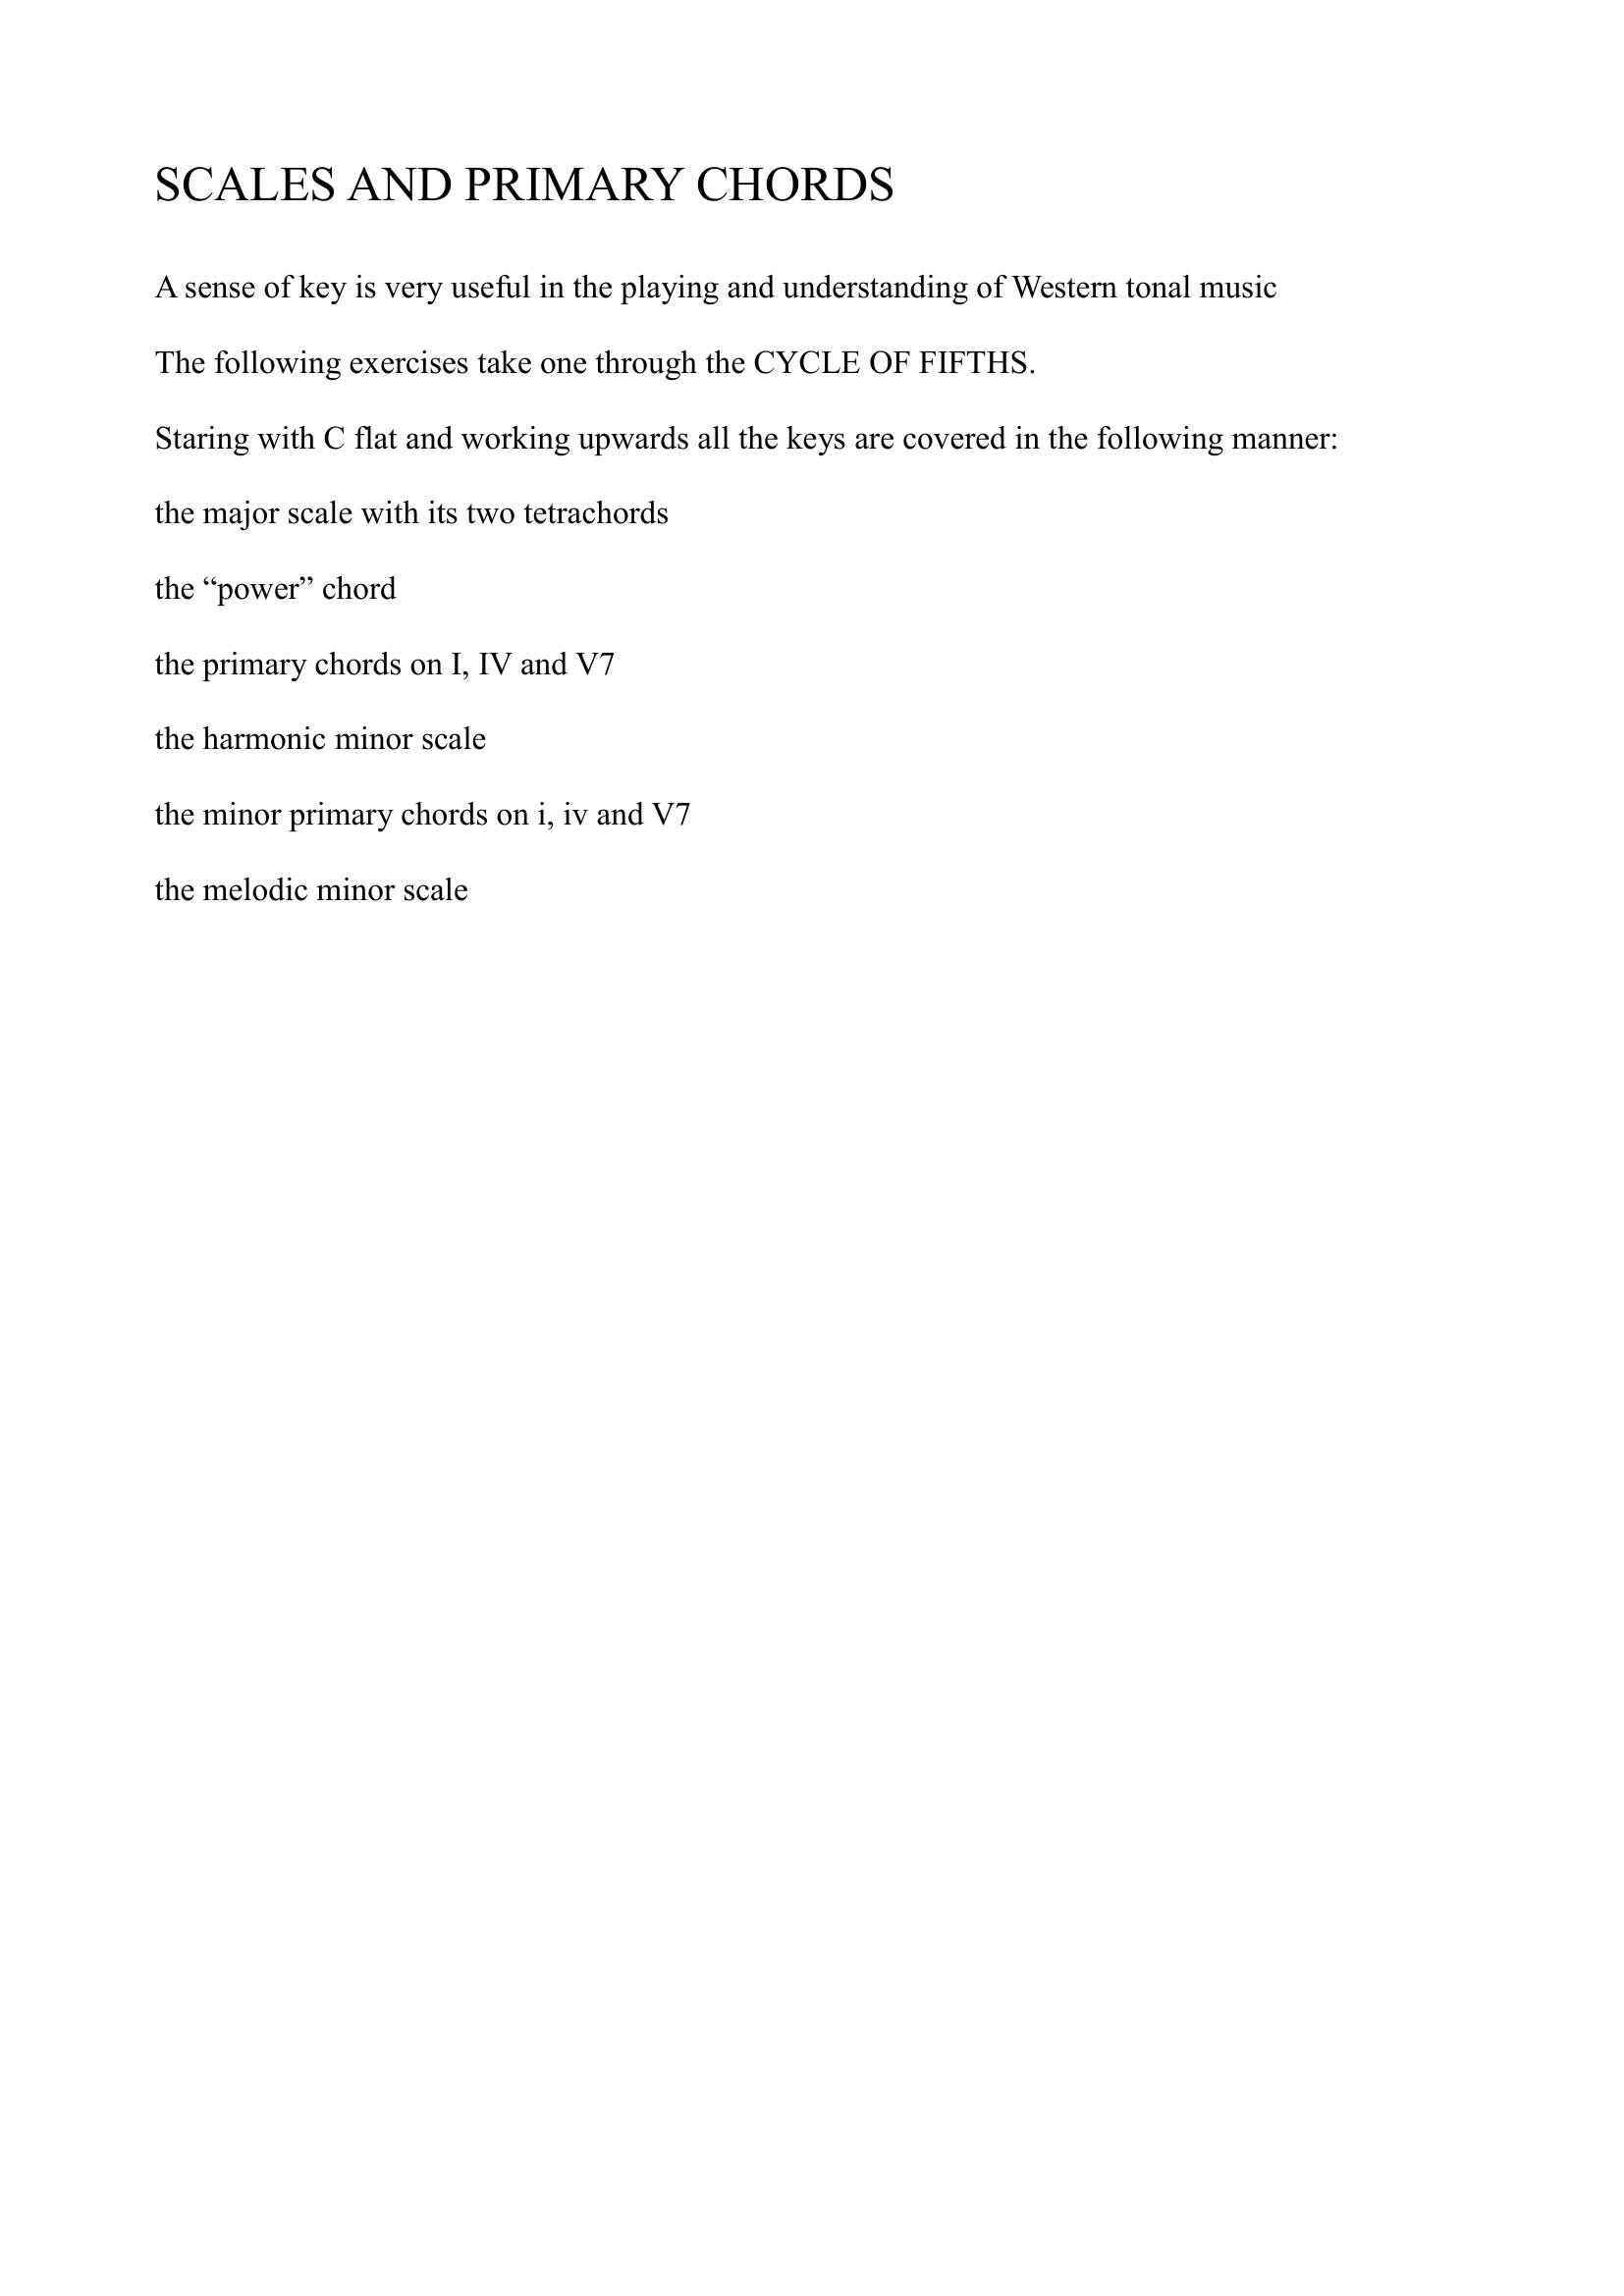 SCALES AND PRIMARY CHORDS
A sense of key is very useful in the playing and understanding of Western tonal music
The following exercises take one through the CYCLE OF FIFTHS.
Staring with C flat and working upwards all the keys are covered in the following manner:
the major scale with its two tetrachords
the “power” chord
the primary chords on I, IV and V7
the harmonic minor scale
the minor primary chords on i, iv and V7
the melodic minor scale